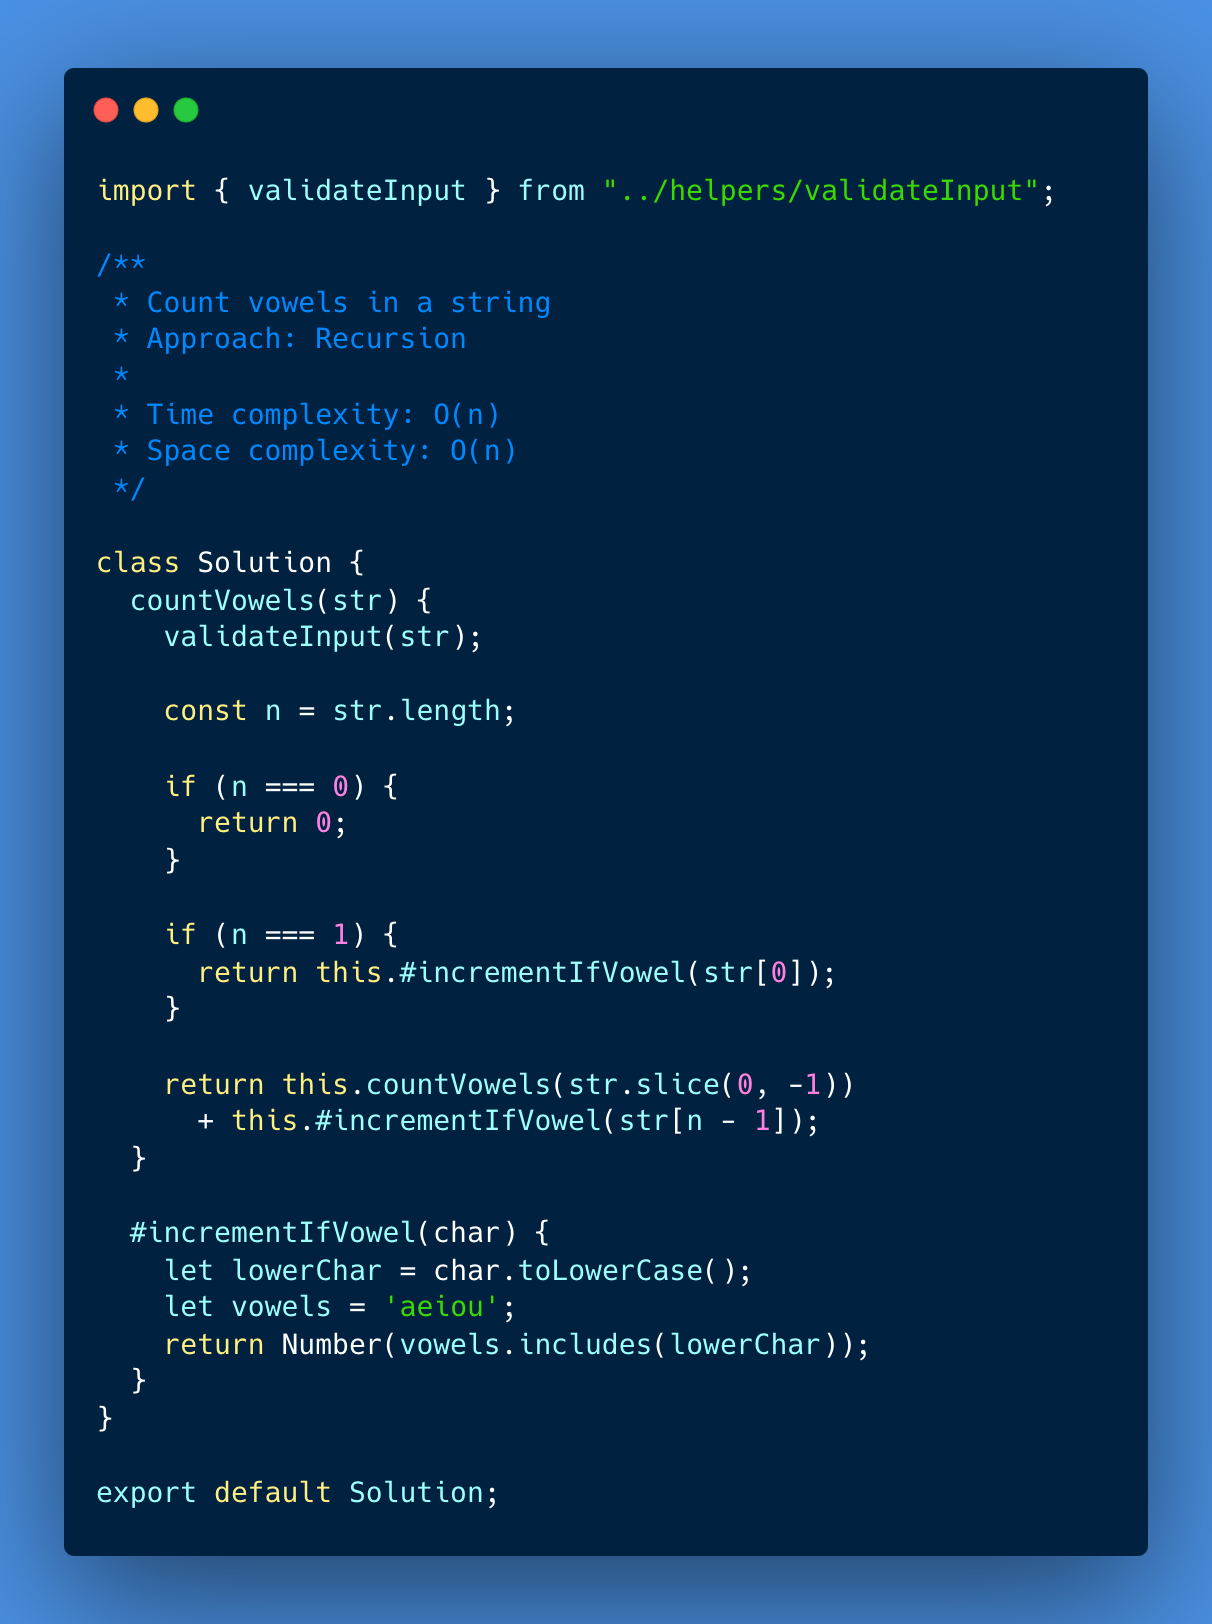 import { validateInput } from "../helpers/validateInput";
/**
 * Count vowels in a string
 * Approach: Recursion
 *
 * Time complexity: O(n)
 * Space complexity: O(n)
 */
class Solution {
  countVowels(str) {
    validateInput(str);
    const n = str.length;
    if (n === 0) {
      return 0;
    }
    if (n === 1) {
      return this.#incrementIfVowel(str[0]);
    }
    return this.countVowels(str.slice(0, -1))
      + this.#incrementIfVowel(str[n - 1]);
  }
  #incrementIfVowel(char) {
    let lowerChar = char.toLowerCase();
    let vowels = 'aeiou';
    return Number(vowels.includes(lowerChar));
  }
}
export default Solution;